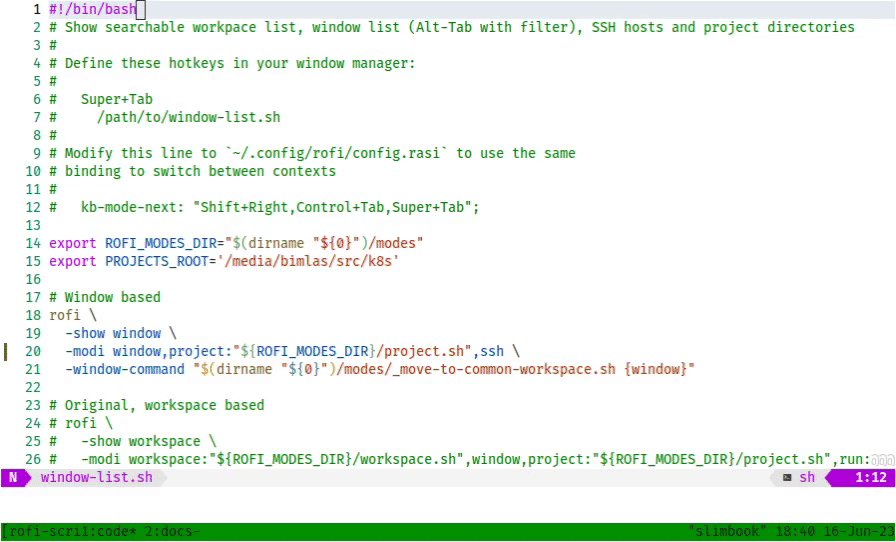 1 #!/bin/bash
2 # Show searchable workpace list, window list (Alt-Tab with filter), SSH hosts and project directories
3 #
4 # Define these hotkeys in your window manager:
5 #
6 #   Super+Tab
7 #     /path/to/window-list.sh
8 #
9 # Modify this line to `~/.config/rofi/config.rasi` to use the same
10 # binding to switch between contexts
11 #
12 #   kb-mode-next: "Shift+Right,Control+Tab,Super+Tab";
13
14 export ROFI_MODES_DIR="$(dirname "${0}")/modes"
15 export PROJECTS_ROOT='/media/bimlas/src/k8s'
16
17 # Window based
18 rofi \
19   -show window \
20   -modi window,project:"${ROFI_MODES_DIR}/project.sh",ssh \
21   -window-command "$(dirname "${0}")/modes/_move-to-common-workspace.sh {window}"
22
23 # Original, workspace based
24 # rofi \
25 #   -show workspace \
26 #   -modi workspace:"${ROFI_MODES_DIR}/workspace.sh",window,project:"${ROFI_MODES_DIR}/project.sh",run:@@@
N window-list.sh sh 1:12
[rofi-scri1:code* 2:docs- "slimbook" 18:40 16-Jun-23